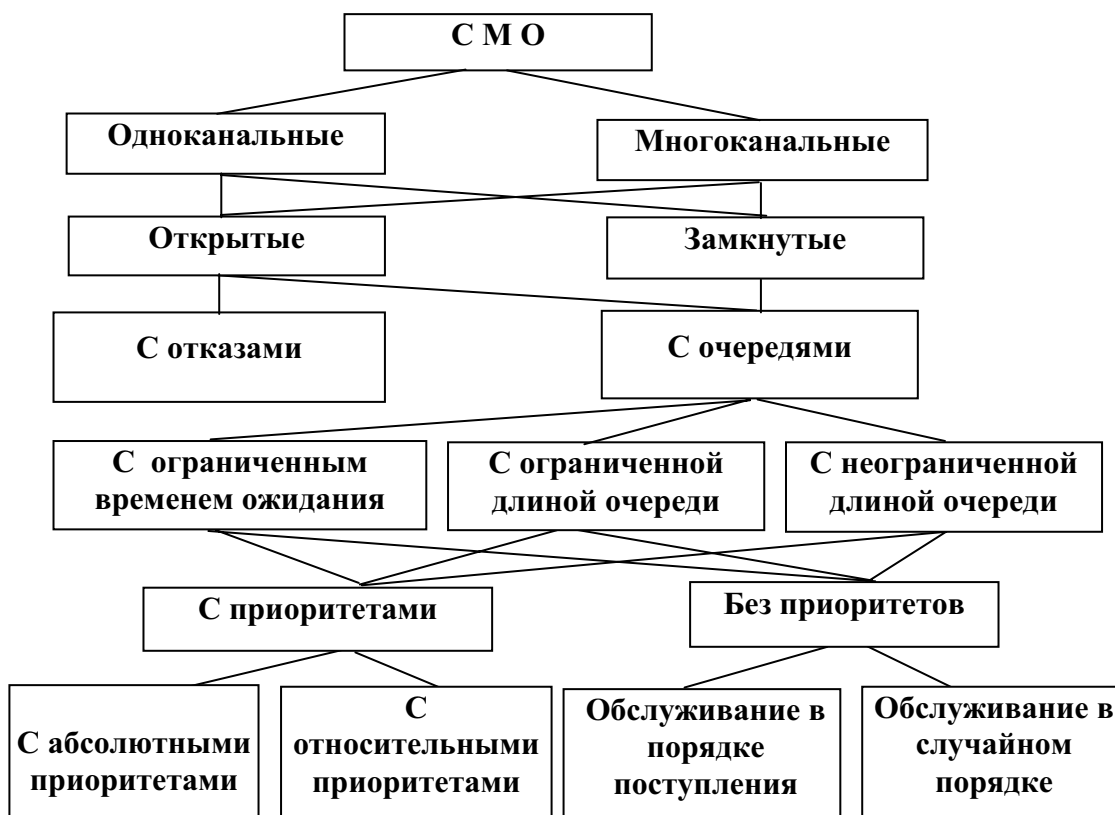 С М О
Одноканальные
Многоканальные
Открытые
Замкнутые
С отказами
С очередями
С ограниченным
временем ожидания
С ограниченной
длиной очереди
С неограниченной
длиной очереди
С приоритетами
Без приоритетов
С абсолютными
приоритетами
С
относительными
приоритетами
Обслуживание в
порядке
поступления
Обслуживание в
случайном
порядке